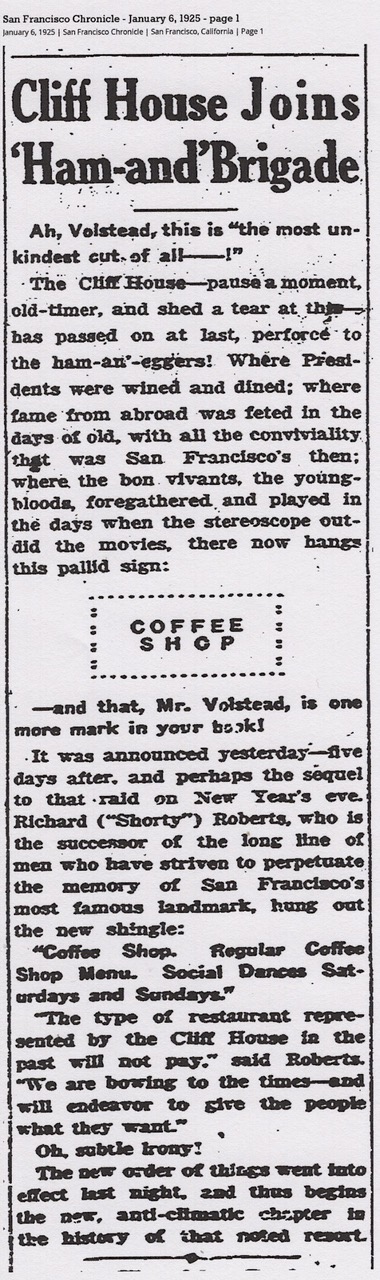 San Francisco Chronicle - January 6, 1925 - page 1
January 6, 1925 | San Francisco Chronicle | San Francisco, California | Page 1
Cliff House Joins
'Ham-and'Brigade
Ah, Volstead, this is "the most un-
kindest cut of all——!"
The Cliff House—pause a moment,
old-timer, and shed a tear at this—
has passed on at last, perforce to
the ham-an'-eggers! Where Presi-
dents were wined and dined; where
fame from abroad was feted in the
days of old, with all the conviviality
that was San Francisco's then;
where the bon vivants, the young-
bloods, foregathered and played in
the days when the stereoscope out-
did the movies, there now hangs
this pallid sign:
COFFEE
SHOP
—and that, Mr. Volstead, is one
more mark in your book!
It was announced yesterday—five
days after, and perhaps the sequel
to that raid on New Year's eve.
Richard ("Shorty") Roberts, who is
the successor of the long line of
men who have striven to perpetuate
the memory of San Francisco's
most famous landmark, hung out
the new shingle:
"Coffee Shop. Regular Coffee
Shop Menu. Social Dances Sat-
urdays and Sundays."
"The type of restaurant repre-
sented by the Cliff House in the
past will not pay," said Roberts.
"We are bowing to the times—and
will endeavor to give the people
what they want."
Oh, subtle irony!
The new order of things went into
effect last night, and thus begins
the new, anti-climatic chapter in
the history of that noted resort.